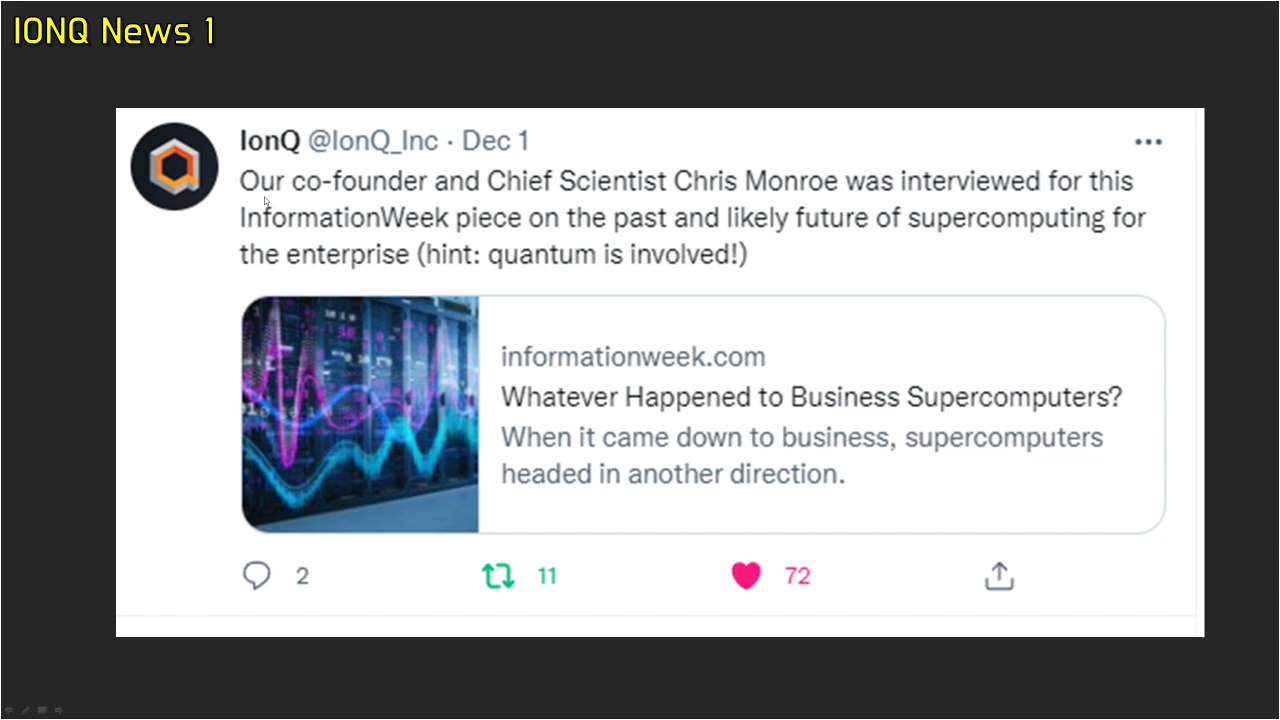 IONQ News 1
IonQ @IonQ_Inc · Dec 1
Our co-founder and Chief Scientist Chris Monroe was interviewed for this
InformationWeek piece on the past and likely future of supercomputing for
the enterprise (hint: quantum is involved!)
informationweek.com
Whatever Happened to Business Supercomputers?
When it came down to business, supercomputers
headed in another direction.
2 11 72